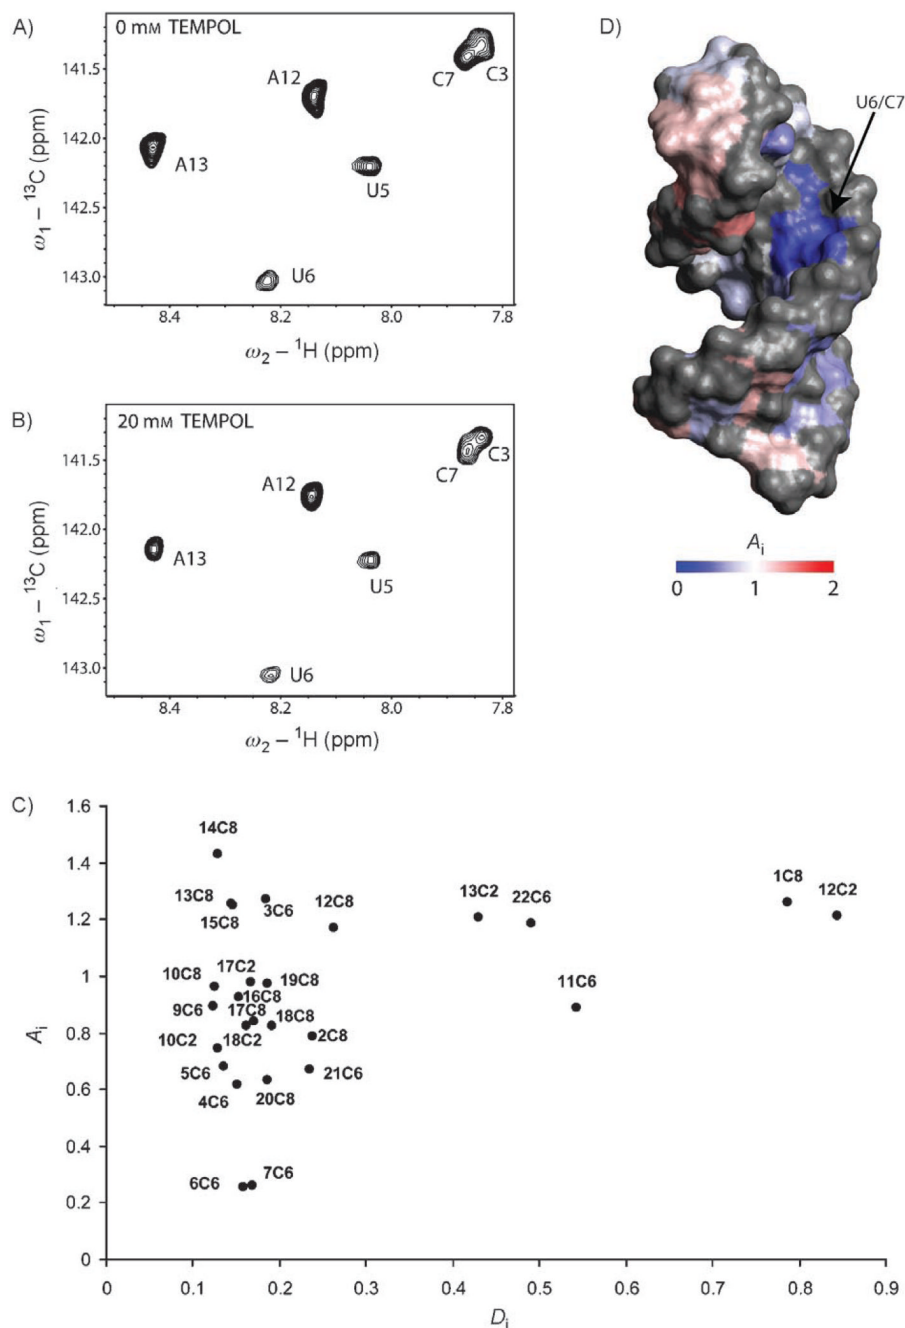 A)
0 mM TEMPOL
141.5
142.0
142.5
143.0
A12
C7
C3
A13
U5
U6
8.4
8.2
8.0
7.8
ω1 – 13C (ppm)
ω2 – 1H (ppm)
B)
20 mM TEMPOL
141.5
142.0
142.5
143.0
A12
C7
C3
A13
U5
U6
8.4
8.2
8.0
7.8
ω1 – 13C (ppm)
ω2 – 1H (ppm)
D)
U6/C7
Ai
0
1
2
C)
1.6
1.4
1.2
1
0.8
0.6
0.4
0.2
0
Ai
14C8
13C8
15C8
3C6
12C8
13C2
22C6
1C8
12C2
17C2
10C8
19C8
16C8
9C6
17C8
18C8
11C6
10C2
18C2
2C8
5C6
21C6
4C6
20C8
6C6
7C6
0
0.1
0.2
0.3
0.4
0.5
0.6
0.7
0.8
0.9
Di